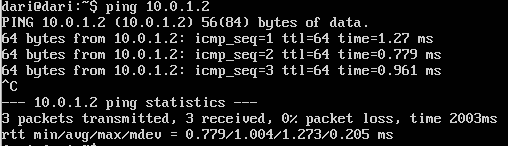 dari@dari:~$ ping 10.0.1.2
PING 10.0.1.2 (10.0.1.2) 56(84) bytes of data.
64 bytes from 10.0.1.2: icmp_seq=1 ttl=64 time=1.27 ms
64 bytes from 10.0.1.2: icmp_seq=2 ttl=64 time=0.779 ms
64 bytes from 10.0.1.2: icmp_seq=3 ttl=64 time=0.961 ms
^C
--- 10.0.1.2 ping statistics ---
3 packets transmitted, 3 received, 0% packet loss, time 2003ms
rtt min/avg/max/mdev = 0.779/1.004/1.273/0.205 ms